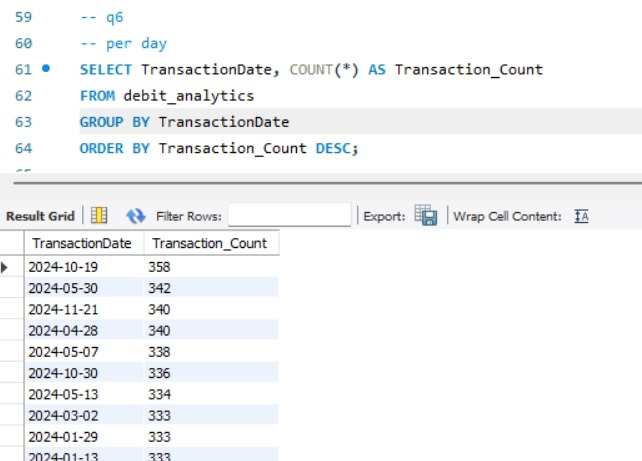 59 -- q6
60 -- per day
61 SELECT TransactionDate, COUNT(*) AS Transaction_Count
62 FROM debit_analytics
63 GROUP BY TransactionDate
64 ORDER BY Transaction_Count DESC;
Result Grid Filter Rows: Export: Wrap Cell Content: IA
TransactionDate Transaction_Count
2024-10-19 358
2024-05-30 342
2024-11-21 340
2024-04-28 340
2024-05-07 338
2024-10-30 336
2024-05-13 334
2024-03-02 333
2024-01-29 333
2024-01-13 333